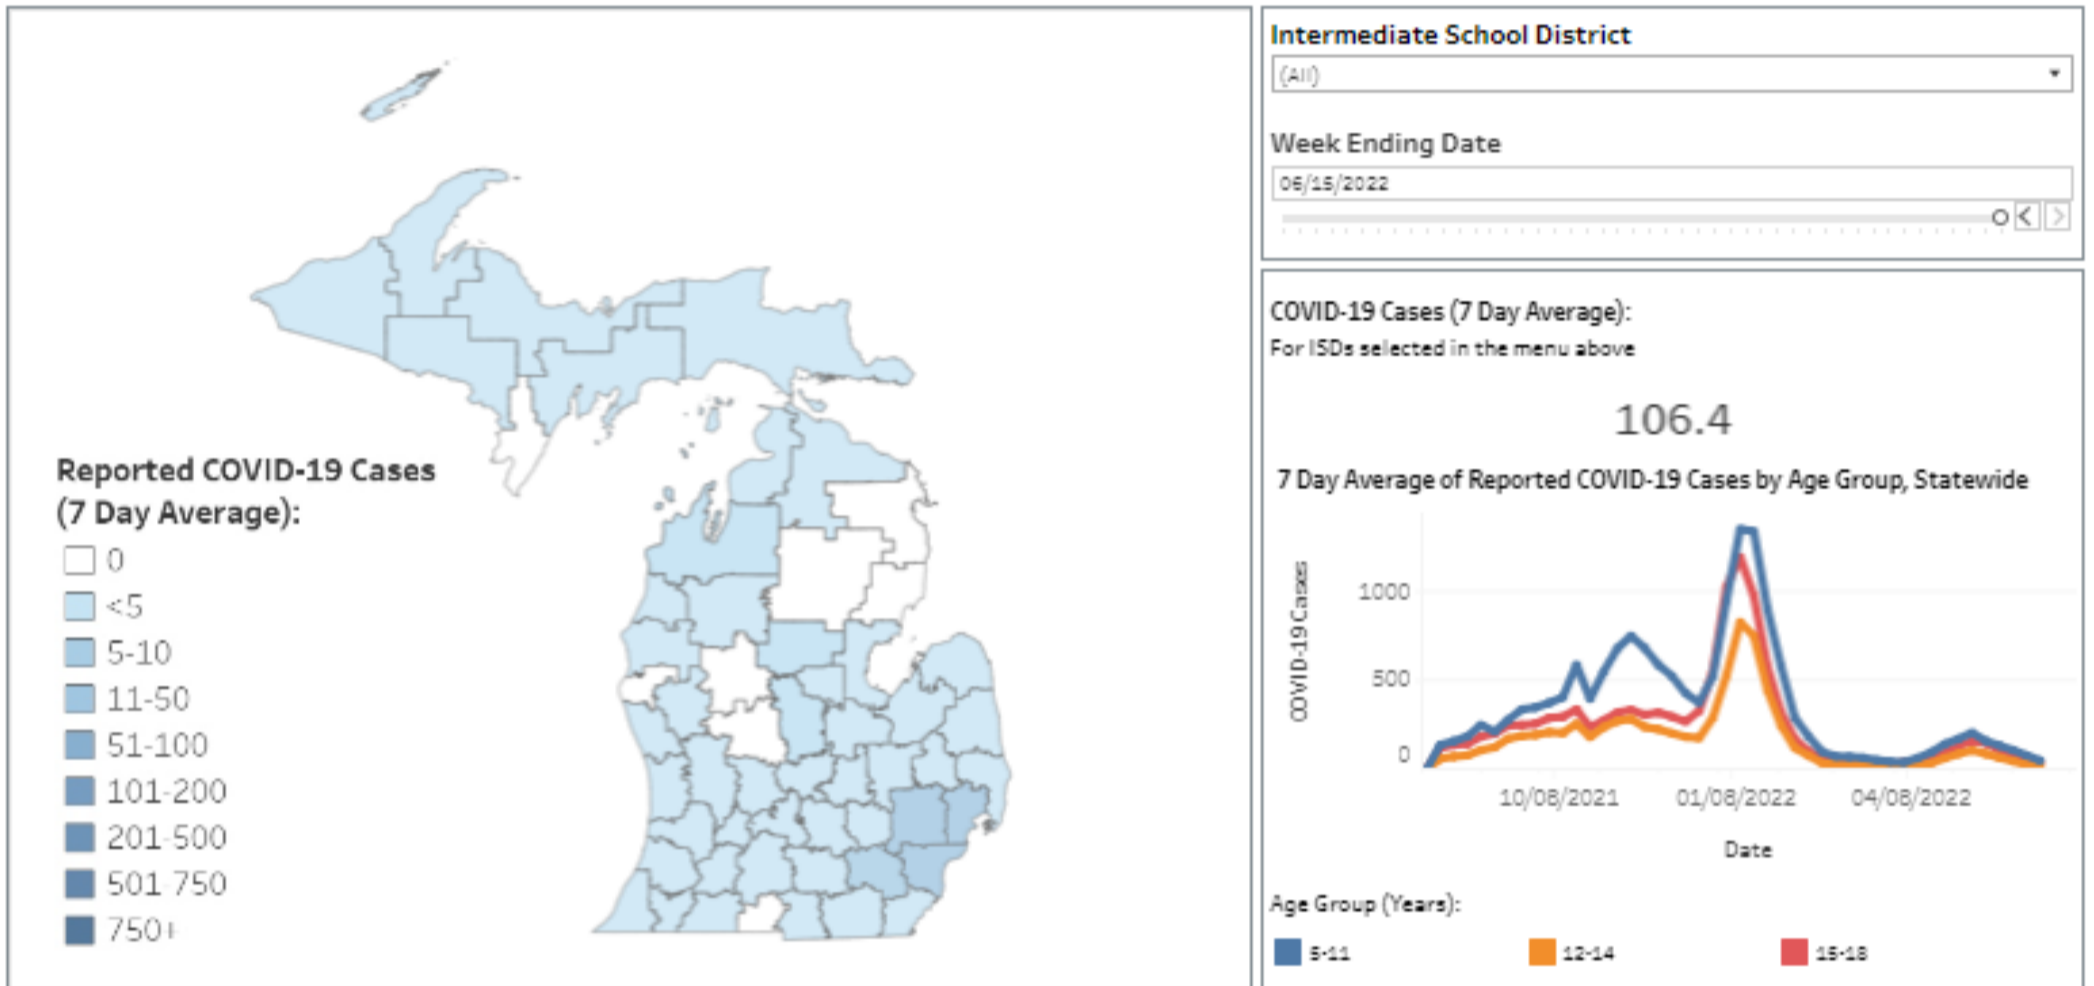 Reported COVID-19 Cases
(7 Day Average):
0
<5
5-10
11-50
51-100
101-200
201-500
501-750
750+
Intermediate School District
(All)
Week Ending Date
06/15/2022
COVID-19 Cases (7 Day Average):
For ISDs selected in the menu above
106.4
7 Day Average of Reported COVID-19 Cases by Age Group, Statewide
COVID-19 Cases
1000
500
0
10/08/2021 01/08/2022 04/08/2022
Date
Age Group (Years):
5-11 12-14 15-18